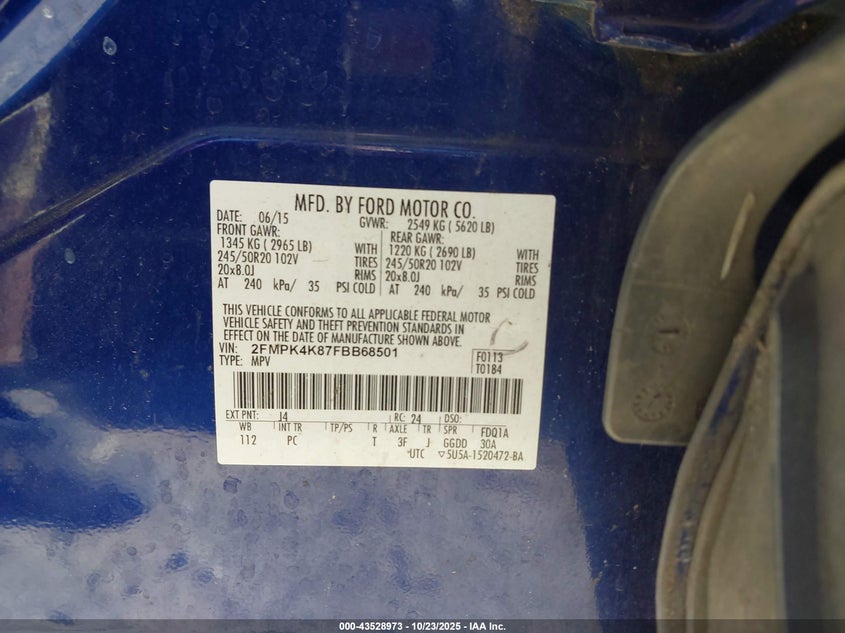 MFD. BY FORD MOTOR CO.
DATE: 06/15 GVWR: 2549 KG ( 5620 LB)
FRONT GAWR: REAR GAWR:
1345 KG ( 2965 LB) WITH 1220 KG ( 2690 LB) WITH
245/50R20 102V TIRES 245/50R20 102V TIRES
20x8.0J RIMS 20x8.0J RIMS
AT 240 kPa/ 35 PSI COLD AT 240 kPa/ 35 PSI COLD
THIS VEHICLE CONFORMS TO ALL APPLICABLE FEDERAL MOTOR
VEHICLE SAFETY AND THEFT PREVENTION STANDARDS IN
EFFECT ON THE DATE OF MANUFACTURE SHOWN ABOVE.
VIN: 2FMPK4K87FBB68501 F0113
TYPE: MPV T0184
EXT PNT: J4 RC: 24 DSO:
WB INT TR TP/PS R AXLE TR SPR FDQ1A
112 PC T 3F J GGDD 30A
UTC ▽5U5A-1520472-BA
000-43528973 | 10/23/2025 - IAA Inc.